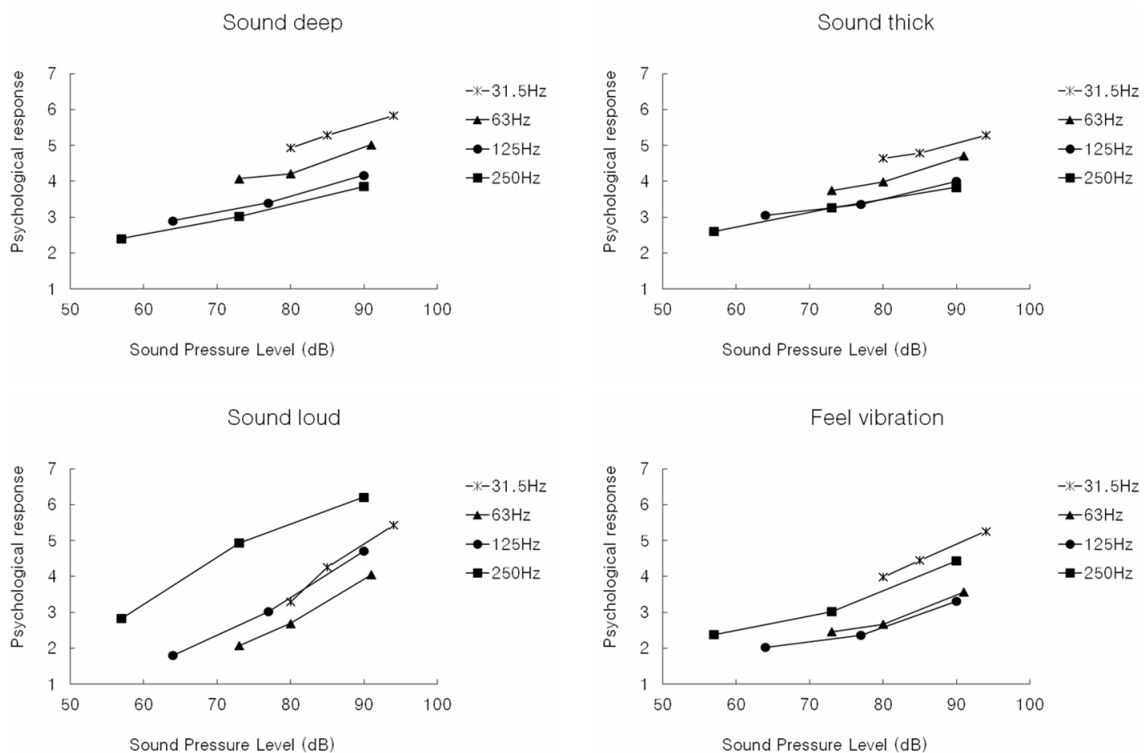 Sound deep
Psychological response
7
6
5
4
3
2
1
50 60 70 80 90 100
Sound Pressure Level (dB)
31.5Hz
63Hz
125Hz
250Hz
Sound thick
Psychological response
7
6
5
4
3
2
1
50 60 70 80 90 100
Sound Pressure Level (dB)
31.5Hz
63Hz
125Hz
250Hz
Sound loud
Psychological response
7
6
5
4
3
2
1
50 60 70 80 90 100
Sound Pressure Level (dB)
31.5Hz
63Hz
125Hz
250Hz
Feel vibration
Psychological response
7
6
5
4
3
2
1
50 60 70 80 90 100
Sound Pressure Level (dB)
31.5Hz
63Hz
125Hz
250Hz